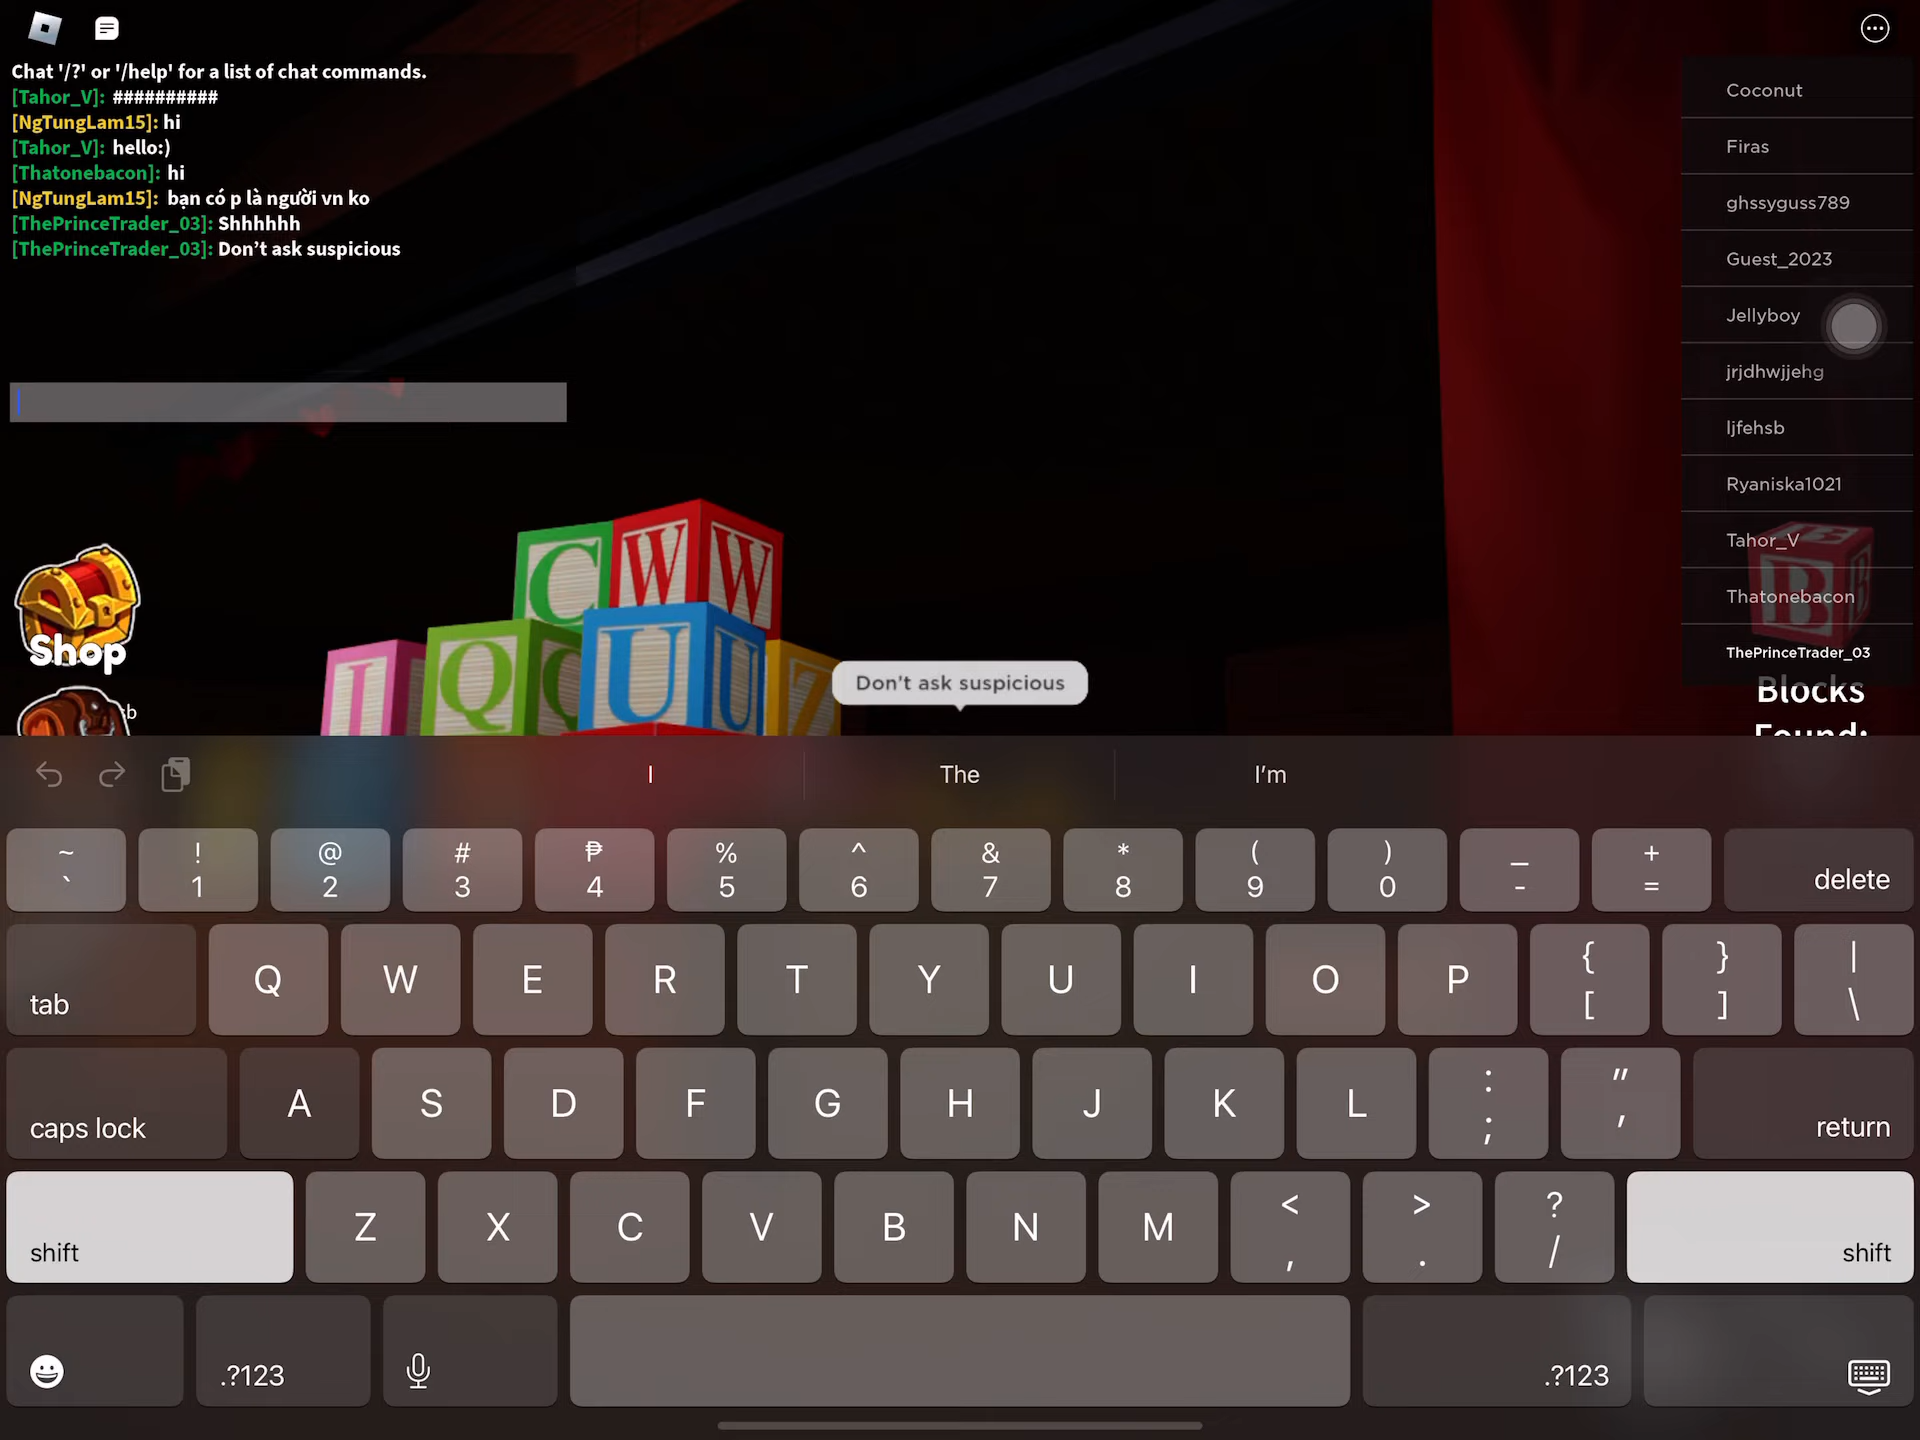 Chat '/?' or '/help' for a list of chat commands.
[Tahor_V]: ##########
[NgTungLam15]: hi
[Tahor_V]: hello:)
[Thatonebacon]: hi
[NgTungLam15]: bạn có p là người vn ko
[ThePrinceTrader_03]: Shhhhhh
[ThePrinceTrader_03]: Don’t ask suspicious
Coconut
Firas
ghssyguss789
Guest_2023
Jellyboy
jrjdhwjjehg
ljfehsb
Ryaniska1021
Tahor_V
Thatonebacon
ThePrinceTrader_03
B
Blocks
Found:
C W W
I Q U U Z
Shop
Don't ask suspicious
I The I’m
~ ! @ # ₱ % ^ & * ( ) _ +
` 1 2 3 4 5 6 7 8 9 0 - = delete
tab Q W E R T Y U I O P { [ } ] | \
caps lock A S D F G H J K L : ; " ' return
shift Z X C V B N M < , > . ? / shift
.?123 .?123